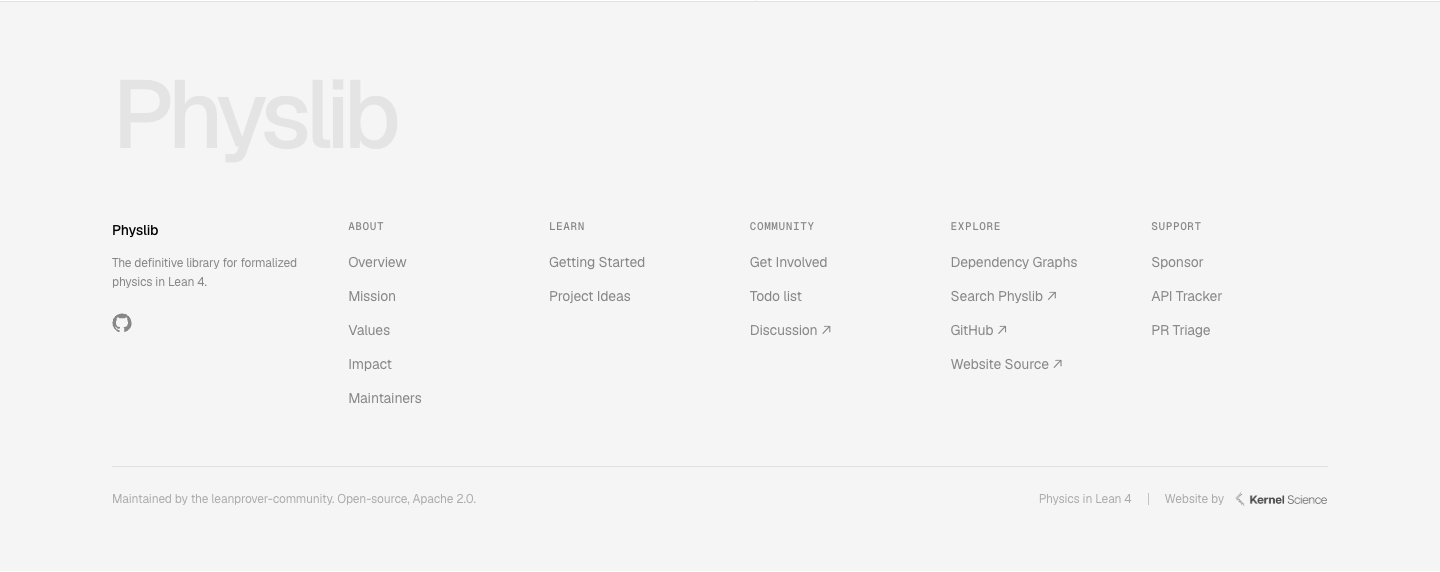 Physlib
Physlib
The definitive library for formalized
physics in Lean 4.
ABOUT
Overview
Mission
Values
Impact
Maintainers
LEARN
Getting Started
Project Ideas
COMMUNITY
Get Involved
Todo list
Discussion ↗
EXPLORE
Dependency Graphs
Search Physlib ↗
GitHub ↗
Website Source ↗
SUPPORT
Sponsor
API Tracker
PR Triage
Maintained by the leanprover-community. Open-source, Apache 2.0.
Physics in Lean 4 | Website by Kernel Science